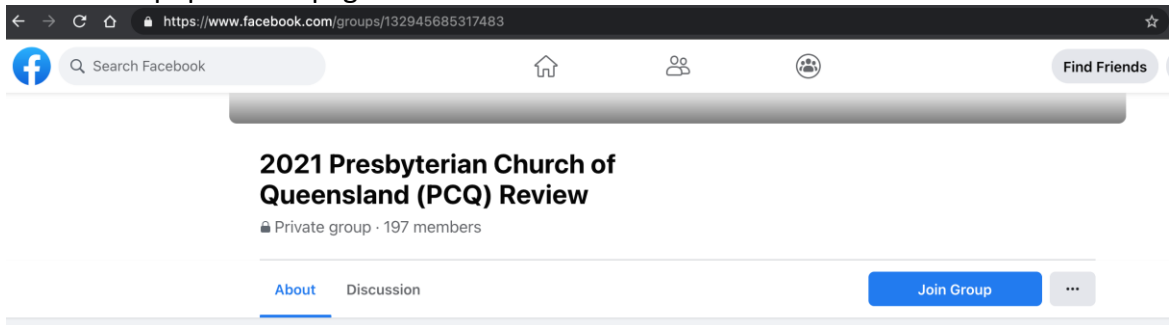 https://www.facebook.com/groups/132945685317483
Search Facebook
Find Friends
2021 Presbyterian Church of
Queensland (PCQ) Review
Private group · 197 members
About Discussion
Join Group